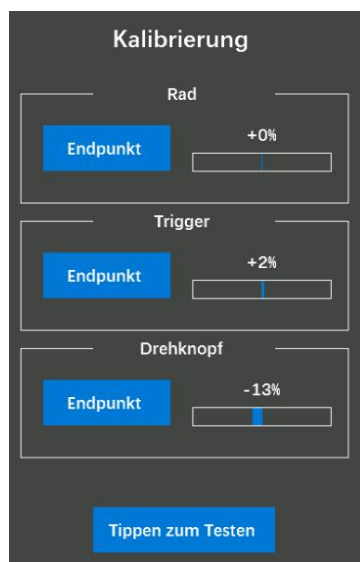 Kalibrierung
Rad
Endpunkt
+0%
Trigger
Endpunkt
+2%
Drehknopf
Endpunkt
-13%
Tippen zum Testen